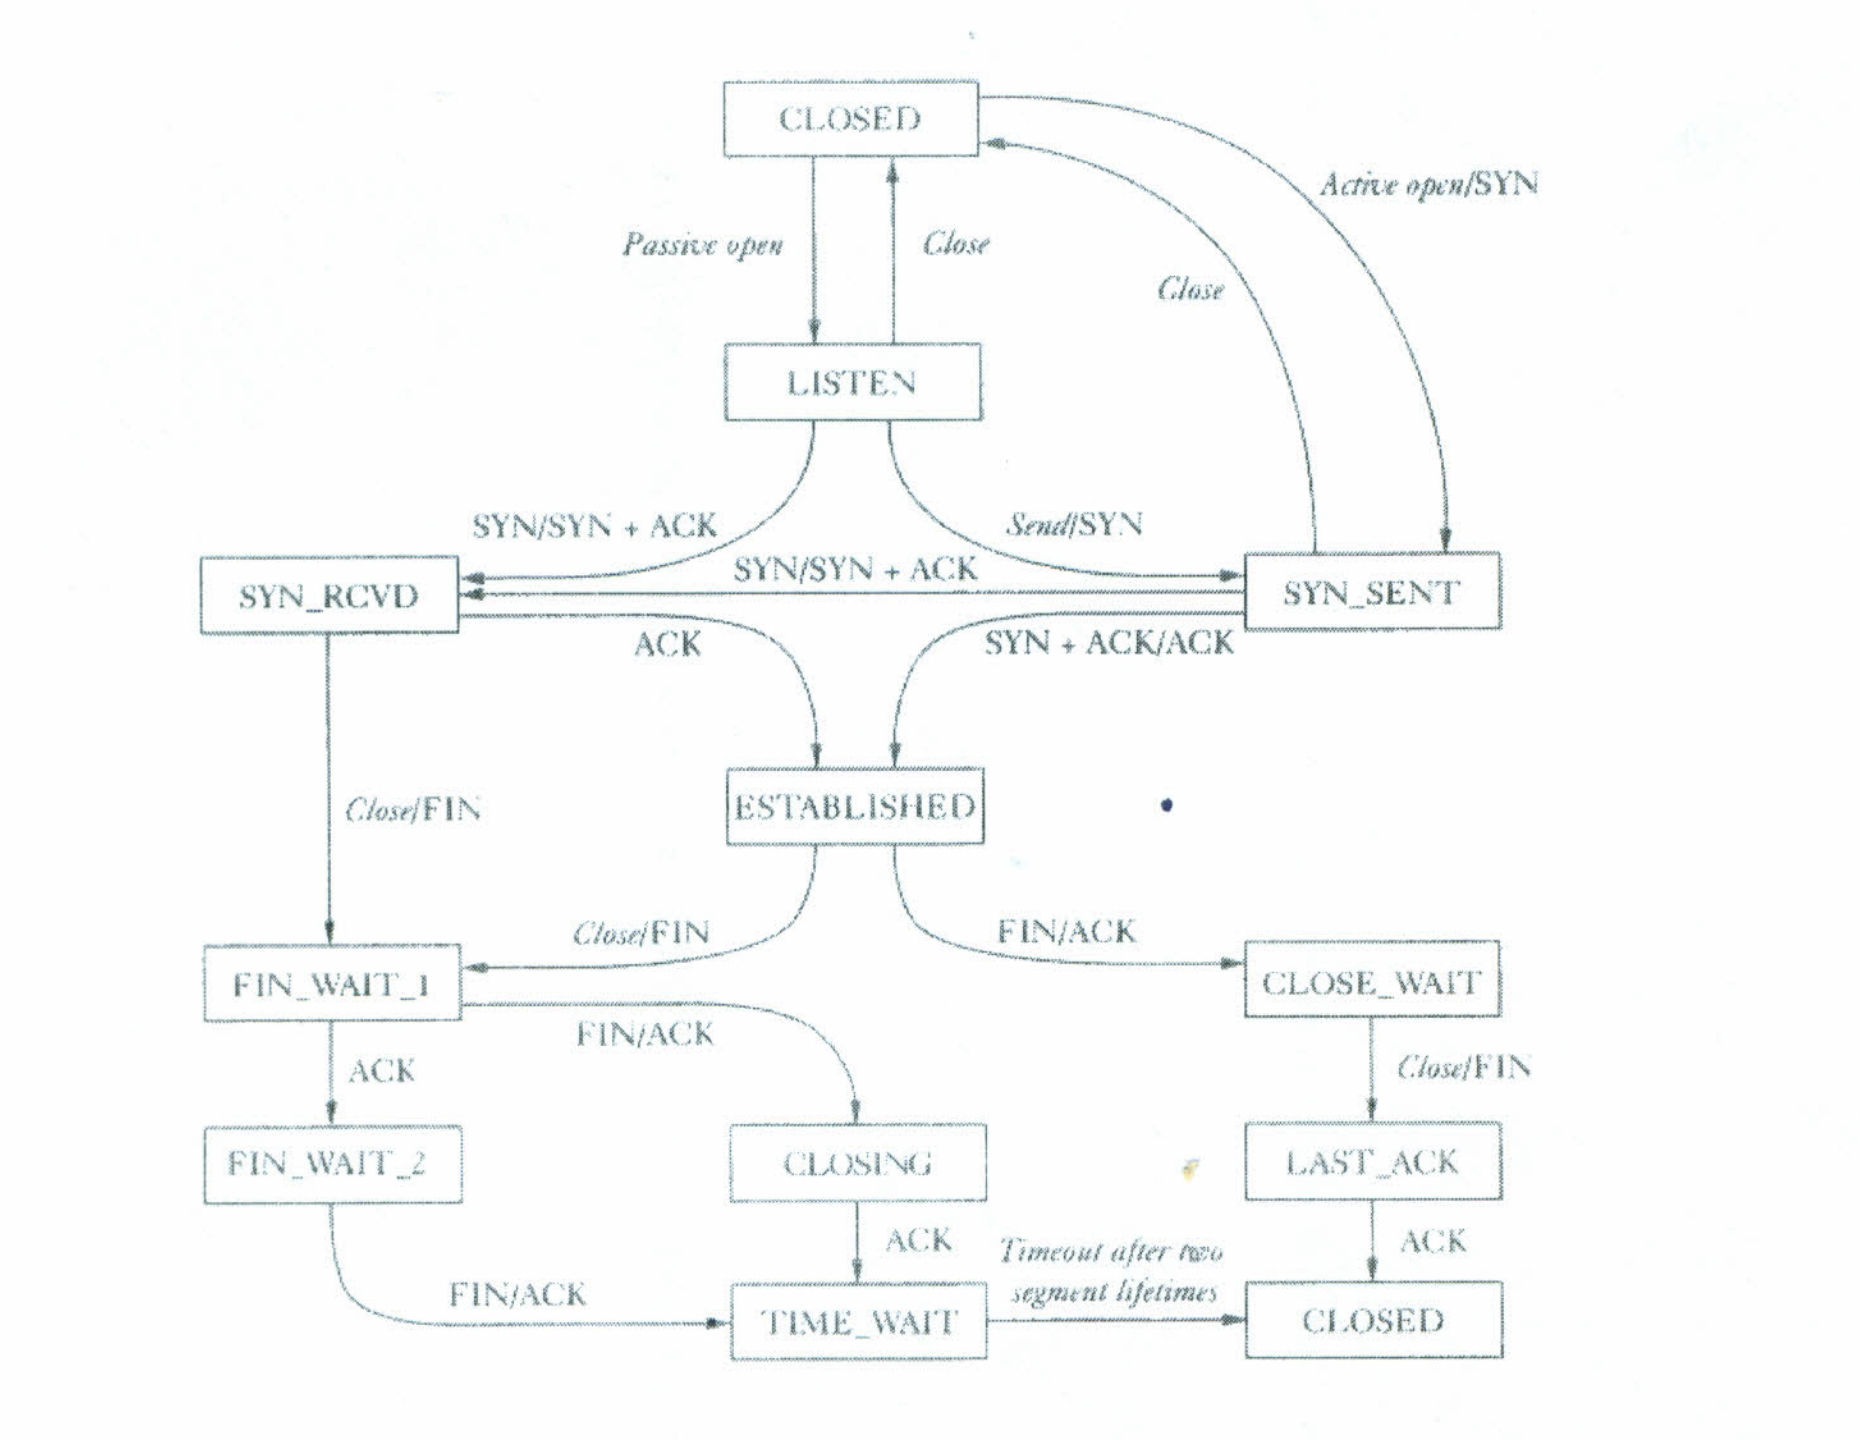 CLOSED
Active open/SYN
Passive open
Close
Close
LISTEN
SYN/SYN + ACK
Send/SYN
SYN/SYN + ACK
SYN_RCVD
SYN_SENT
ACK
SYN + ACK/ACK
Close/FIN
ESTABLISHED
Close/FIN
FIN/ACK
FIN_WAIT_1
CLOSE_WAIT
FIN/ACK
ACK
Close/FIN
FIN_WAIT_2
CLOSING
LAST_ACK
ACK
Timeout after two
segment lifetimes
ACK
FIN/ACK
TIME_WAIT
CLOSED